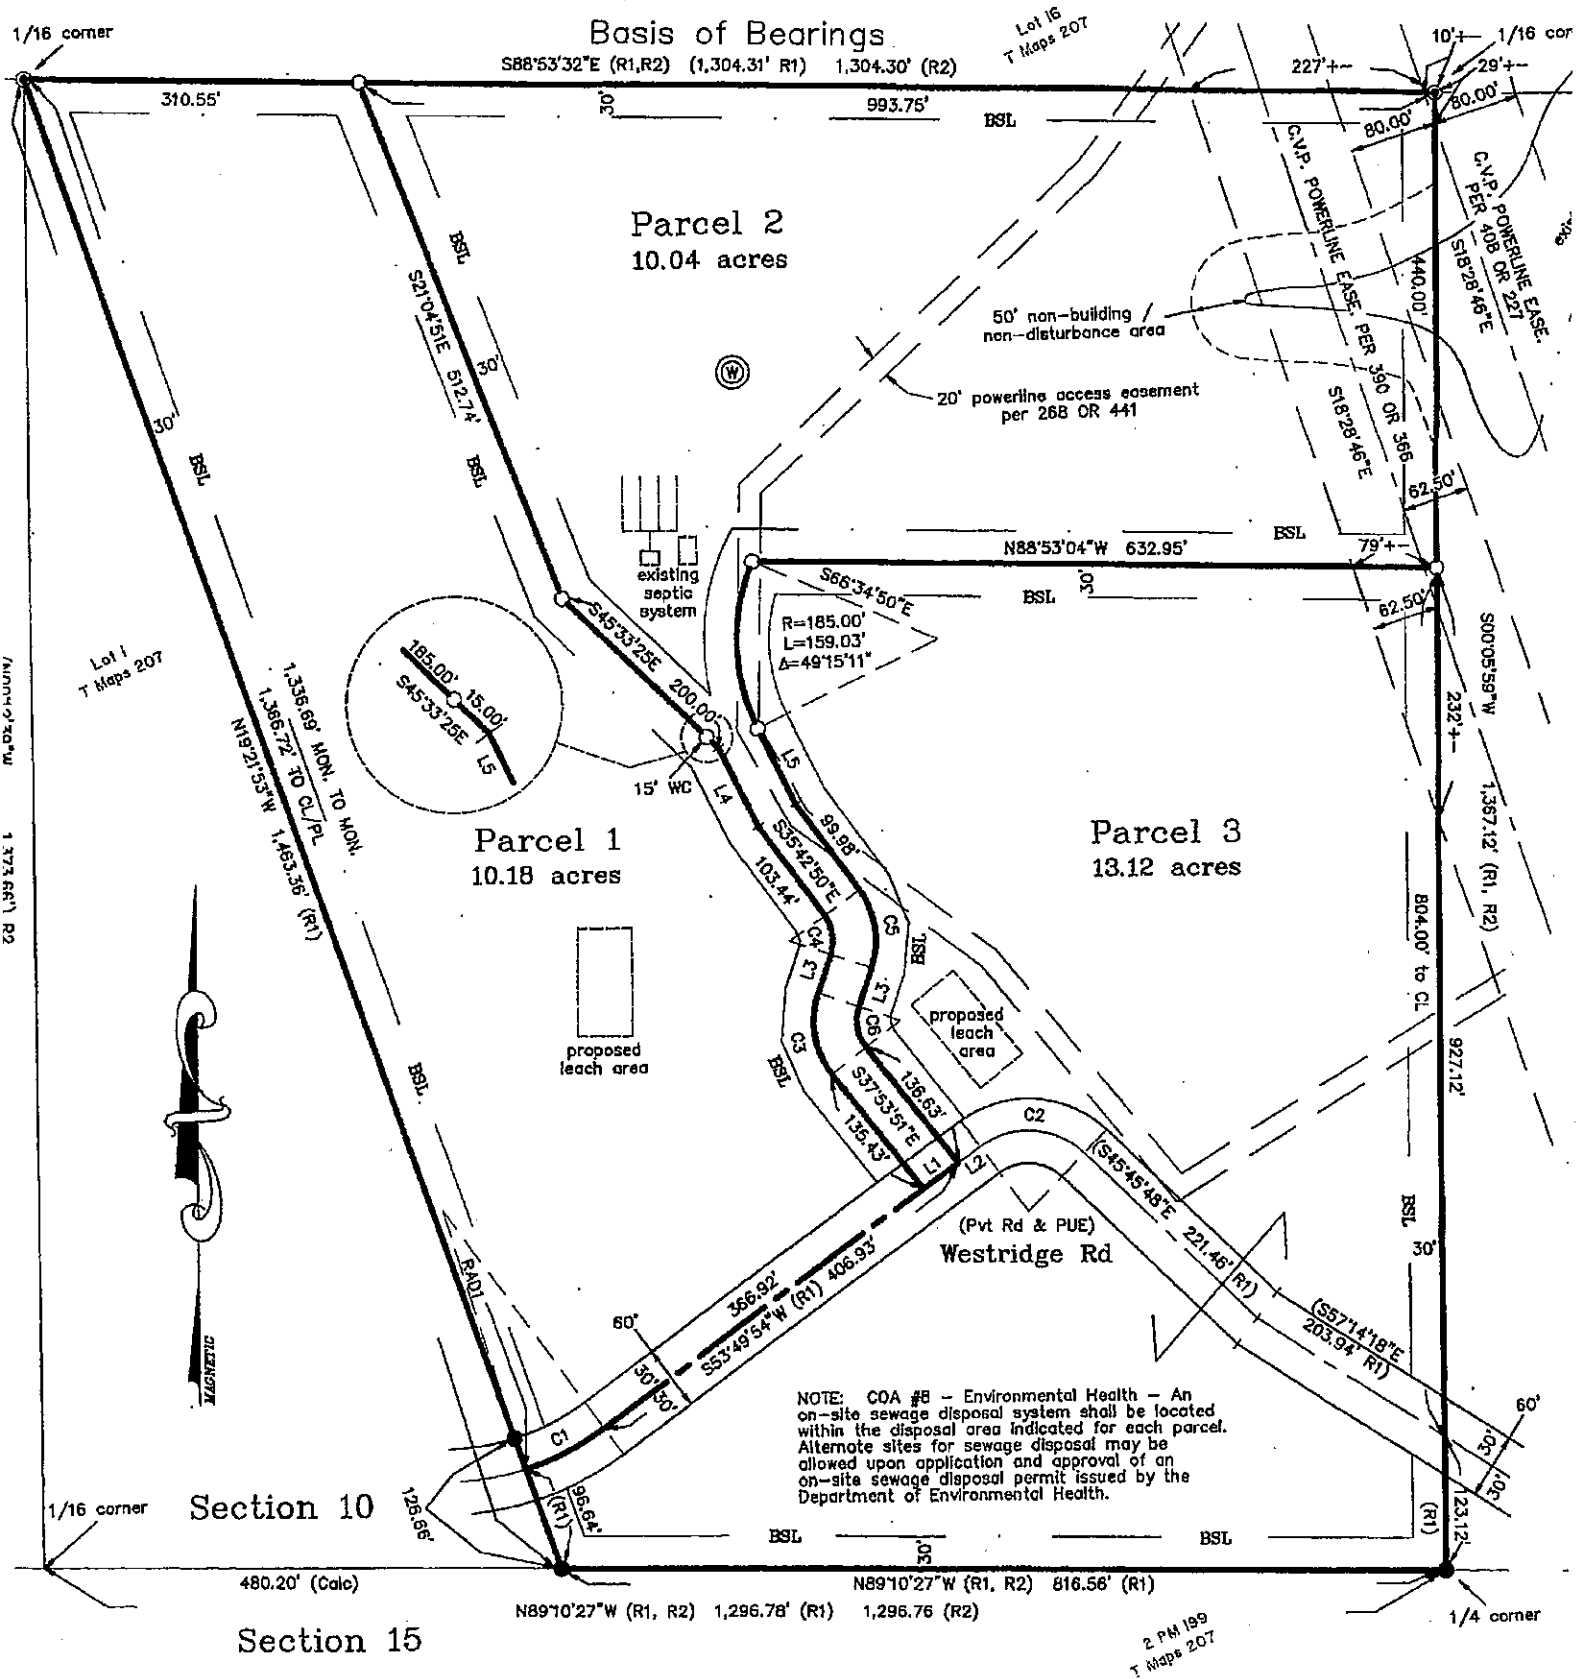 1/16 corner
Basis of Bearings
S88°53'32"E (R1,R2) (1,304.31' R1) 1,304.30' (R2)
Lot 16
T Maps 207
10'+-
1/16 cor
227'+-
29'+-
80.00'
80.00'
310.55'
30'
993.75'
BSL
C.V.P. POWERLINE EASE. PER 390 OR 366
S18°28'46"E
C.V.P. POWERLINE EASE.
PER 408 OR 227
S18°28'46"E
440.00'
Parcel 2
10.04 acres
BSL
S21°04'51E 512.74'
30'
BSL
50' non-building /
non-disturbance area
W
20' powerline access easement
per 268 OR 441
30'
BSL
62.50'
BSL
N88°53'04"W 632.95'
79'+-
30'
BSL
62.50'
existing
septic
system
S66°34'50"E
R=185.00'
L=159.03'
Δ=49°15'11"
S45°33'25E 200.00'
185.00' 15.00'
S45°33'25E
L5
15' WC
Lot 1
T Maps 207
1,336.69' MON. TO MON.
1,366.72' TO CL/PL
N19°21'53"W 1,463.36' (R1)
S00°05'59"W 1,367.12' (R1, R2)
232'+-
L5
L4
99.98'
S35°42'50"E
103.44'
Parcel 1
10.18 acres
Parcel 3
13.12 acres
1,373.66') R2
C5
C4
BSL
L3
L3
804.00' to CL
927.12'
C6
C3
BSL
proposed
leach area
proposed
leach
area
136.63'
S37°53'51"E
135.43'
BSL
C2
L1
L2
(S45°45'48"E 221.46' R1)
BSL
30'
(Pvt Rd & PUE)
Westridge Rd
RAD1
366.92'
S53°49'54"W (R1) 406.93'
60'
30' 30'
(S57°14'18"E
203.94' R1)
60'
30'
30'
MAGNETIC
NOTE: COA #8 - Environmental Health - An
on-site sewage disposal system shall be located
within the disposal area indicated for each parcel.
Alternate sites for sewage disposal may be
allowed upon application and approval of an
on-site sewage disposal permit issued by the
Department of Environmental Health.
C1
1/16 corner
Section 10
126.66'
(R1)
96.64'
BSL
30'
BSL
(R1)
123.12'
480.20' (Calc)
N89°10'27"W (R1, R2) 816.56' (R1)
N89°10'27"W (R1, R2) 1,296.78' (R1) 1,296.76 (R2)
1/4 corner
Section 15
2 PM 199
T Maps 207